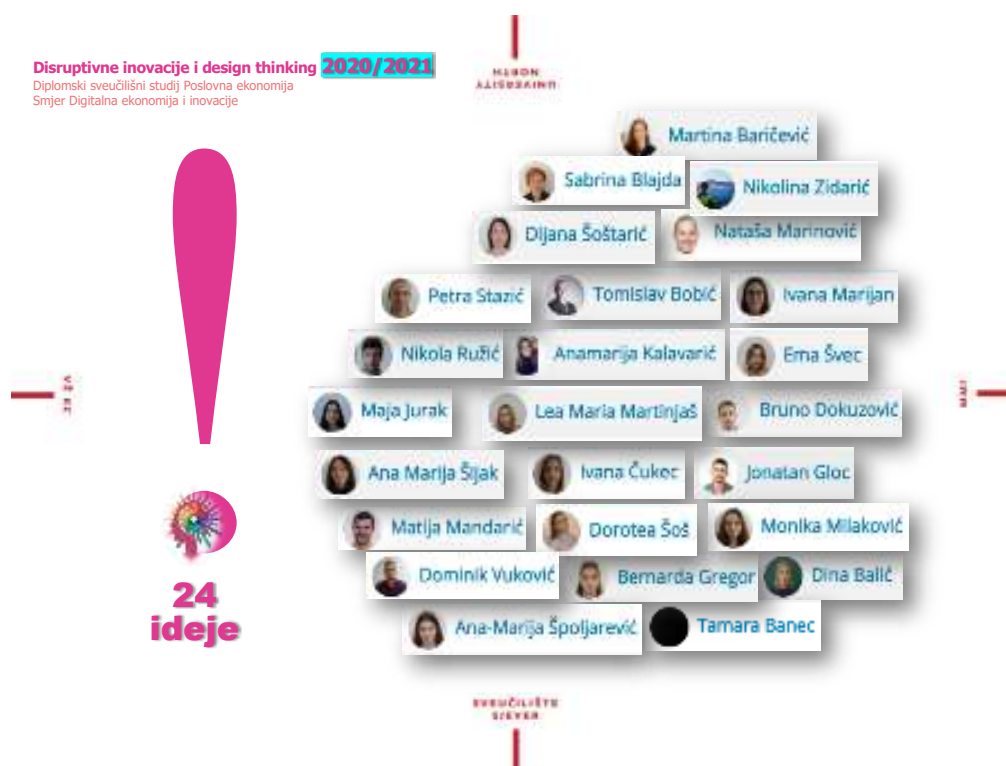 Disruptivne inovacije i design thinking 2020/2021
Diplomski sveučilišni studij Poslovna ekonomija
Smjer Digitalna ekonomija i inovacije
UNIVERSITY
NORTH
Martina Baričević
Sabrina Blajda
Nikolina Zidarić
Dijana Šoštarić
Nataša Marinović
Petra Stazić
Tomislav Bobić
Ivana Marijan
Nikola Ružić
Anamarija Kalavarić
Ema Švec
Maja Jurak
Lea Maria Martinjaš
Bruno Dokuzović
Ana Marija Šijak
Ivana Čukec
Jonatan Gloc
Matija Mandarić
Dorotea Šoš
Monika Milaković
Dominik Vuković
Bernarda Gregor
Dina Balić
Ana-Marija Špoljarević
Tamara Banec
24
ideje
SVEUČILIŠTE
SJEVER